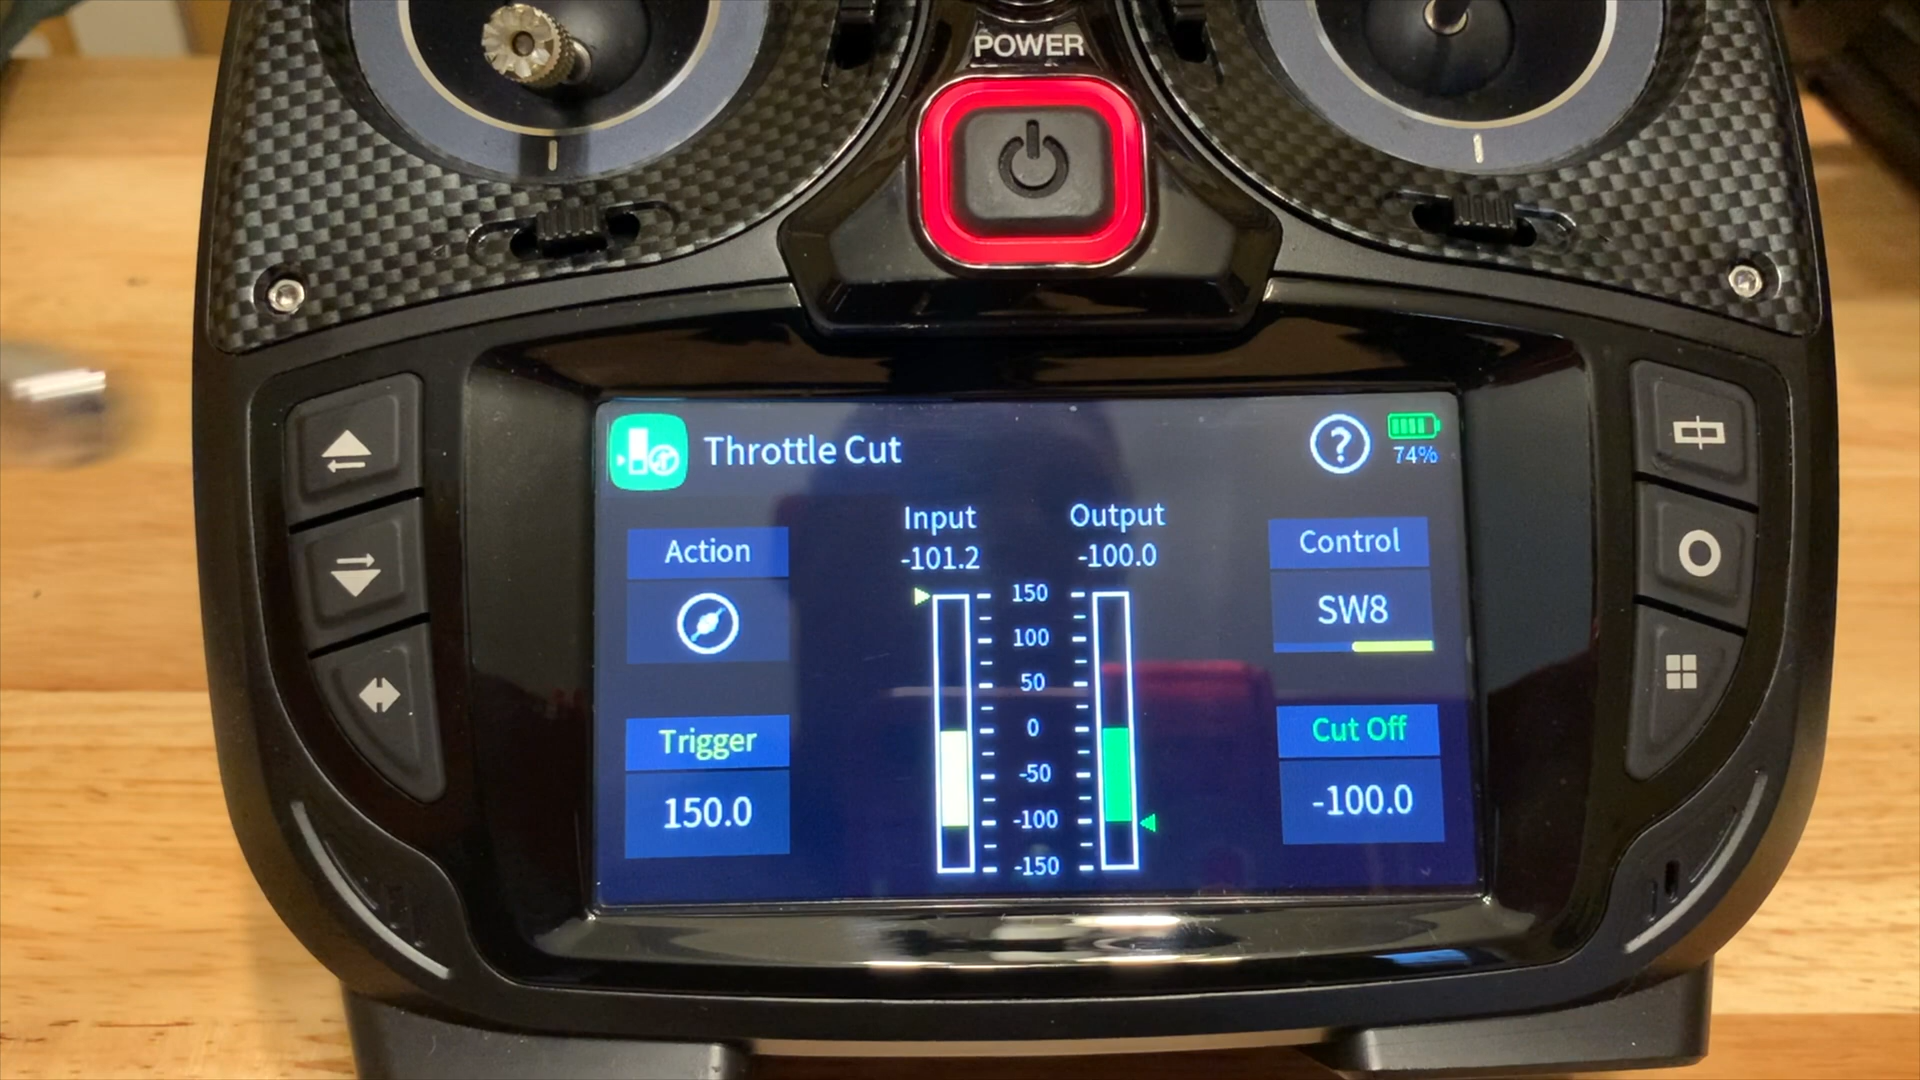 POWER
Throttle Cut
?
74%
Input
Output
-101.2
-100.0
Action
Control
SW8
150
100
50
0
-50
-100
-150
Trigger
150.0
Cut Off
-100.0